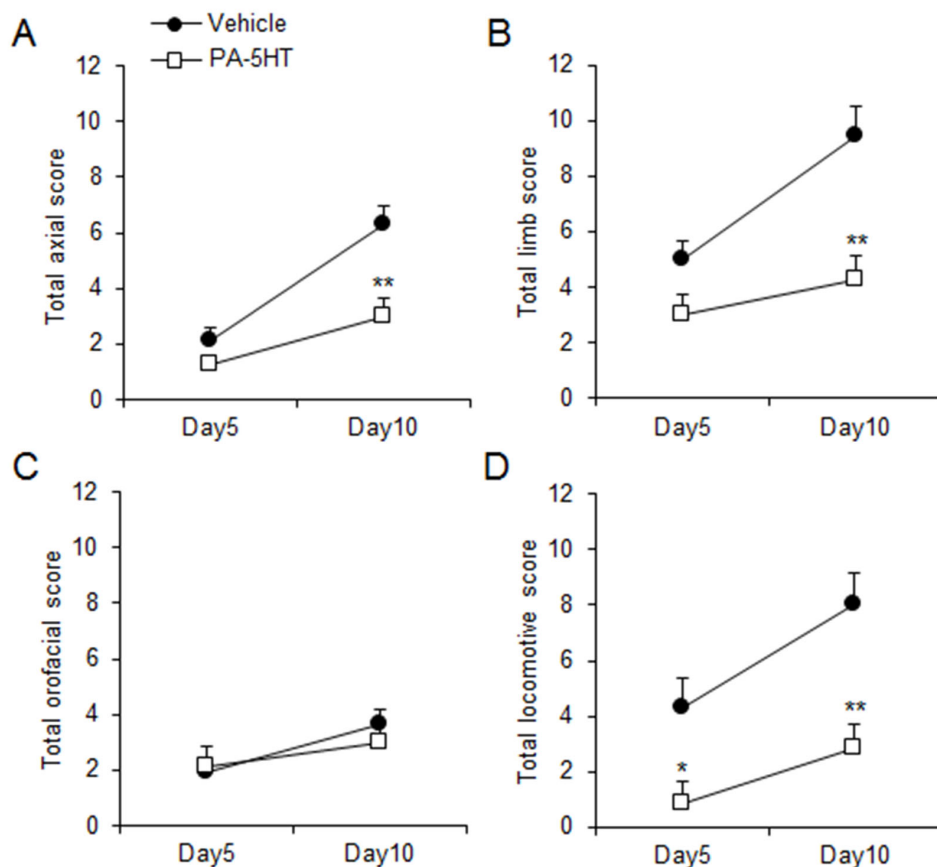 A
Vehicle
PA-5HT
12
10
8
6
4
2
0
Total axial score
**
Day5
Day10
B
12
10
8
6
4
2
0
Total limb score
**
Day5
Day10
C
12
10
8
6
4
2
0
Total orofacial score
Day5
Day10
D
12
10
8
6
4
2
0
Total locomotive score
*
**
Day5
Day10